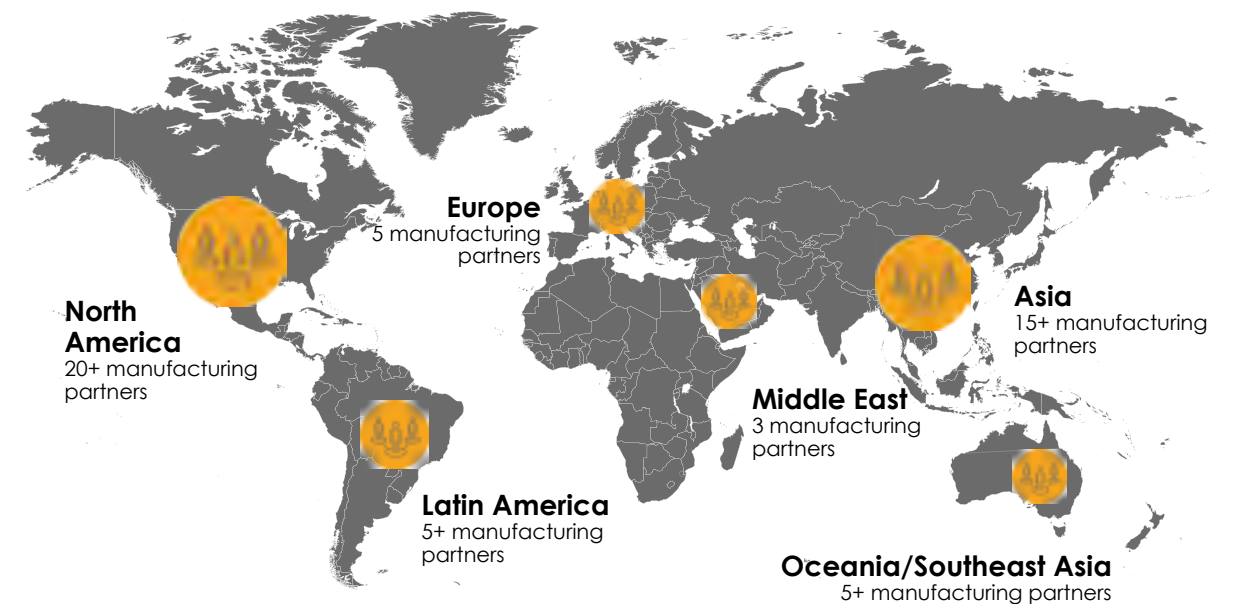 Europe
5 manufacturing
partners
North
America
20+ manufacturing
partners
Asia
15+ manufacturing
partners
Middle East
3 manufacturing
partners
Latin America
5+ manufacturing
partners
Oceania/Southeast Asia
5+ manufacturing partners